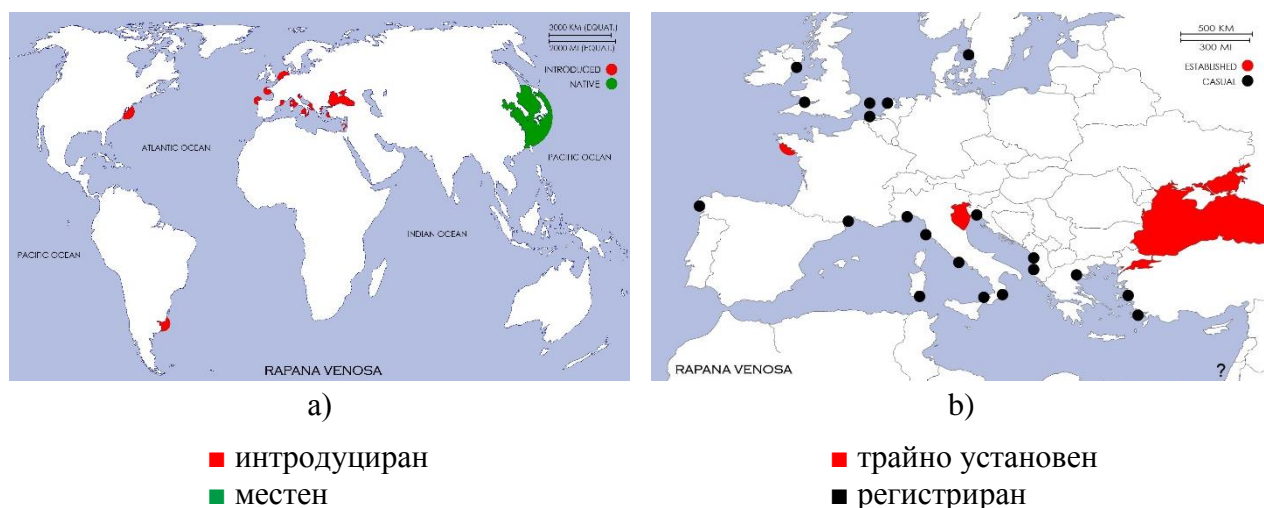 2000 KM (EQUAT.)
2000 MI (EQUAT.)
INTRODUCED
NATIVE
ATLANTIC OCEAN
PACIFIC OCEAN
INDIAN OCEAN
PACIFIC OCEAN
RAPANA VENOSA
a)
интродуциран
местен
500 KM
300 MI
ESTABLISHED
CASUAL
RAPANA VENOSA
?
b)
трайно установен
регистриран